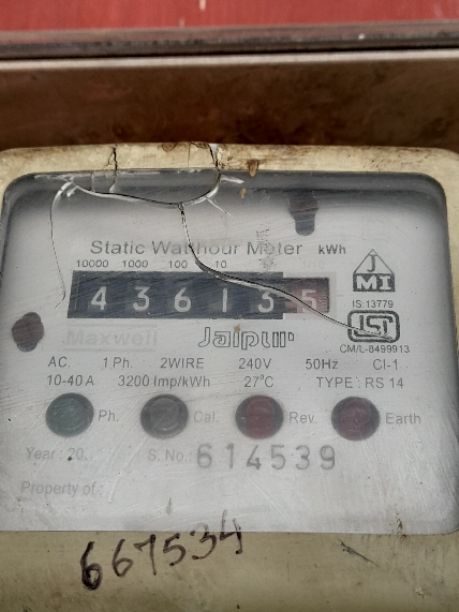 Static Watthour Meter kWh
10000 1000 100 10
4 3 6 1 3 5
J
MI
IS:13779
ISI
CM/L-8499913
Maxwell Jaipur
AC. 1 Ph. 2WIRE 240V 50Hz Cl-1
10-40 A 3200 Imp/kWh 27°C TYPE : RS 14
Ph. Cal. Rev. Earth
Year : 20.. S. No.: 614539
Property of :
667534